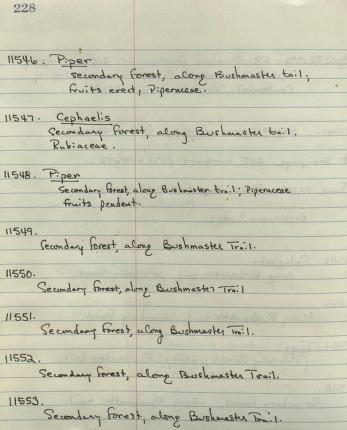 228
11546. Piper
secondary forest, along Bushmaster tail;
fruits erect, Piperaceae.
11547. Cephaelis
Secondary forest, along Bushmaster trail.
Rubiaceae.
11548. Piper
Secondary forest, along Bushmaster trail; Piperaceae
fruits pendent.
11549.
Secondary forest, along Bushmaster Trail.
11550.
Secondary forest, along Bushmaster Trail
11551.
Secondary forest, along Bushmaster Trail.
11552.
Secondary forest, along Bushmaster Trail.
11553.
Secondary forest, along Bushmaster Trail.